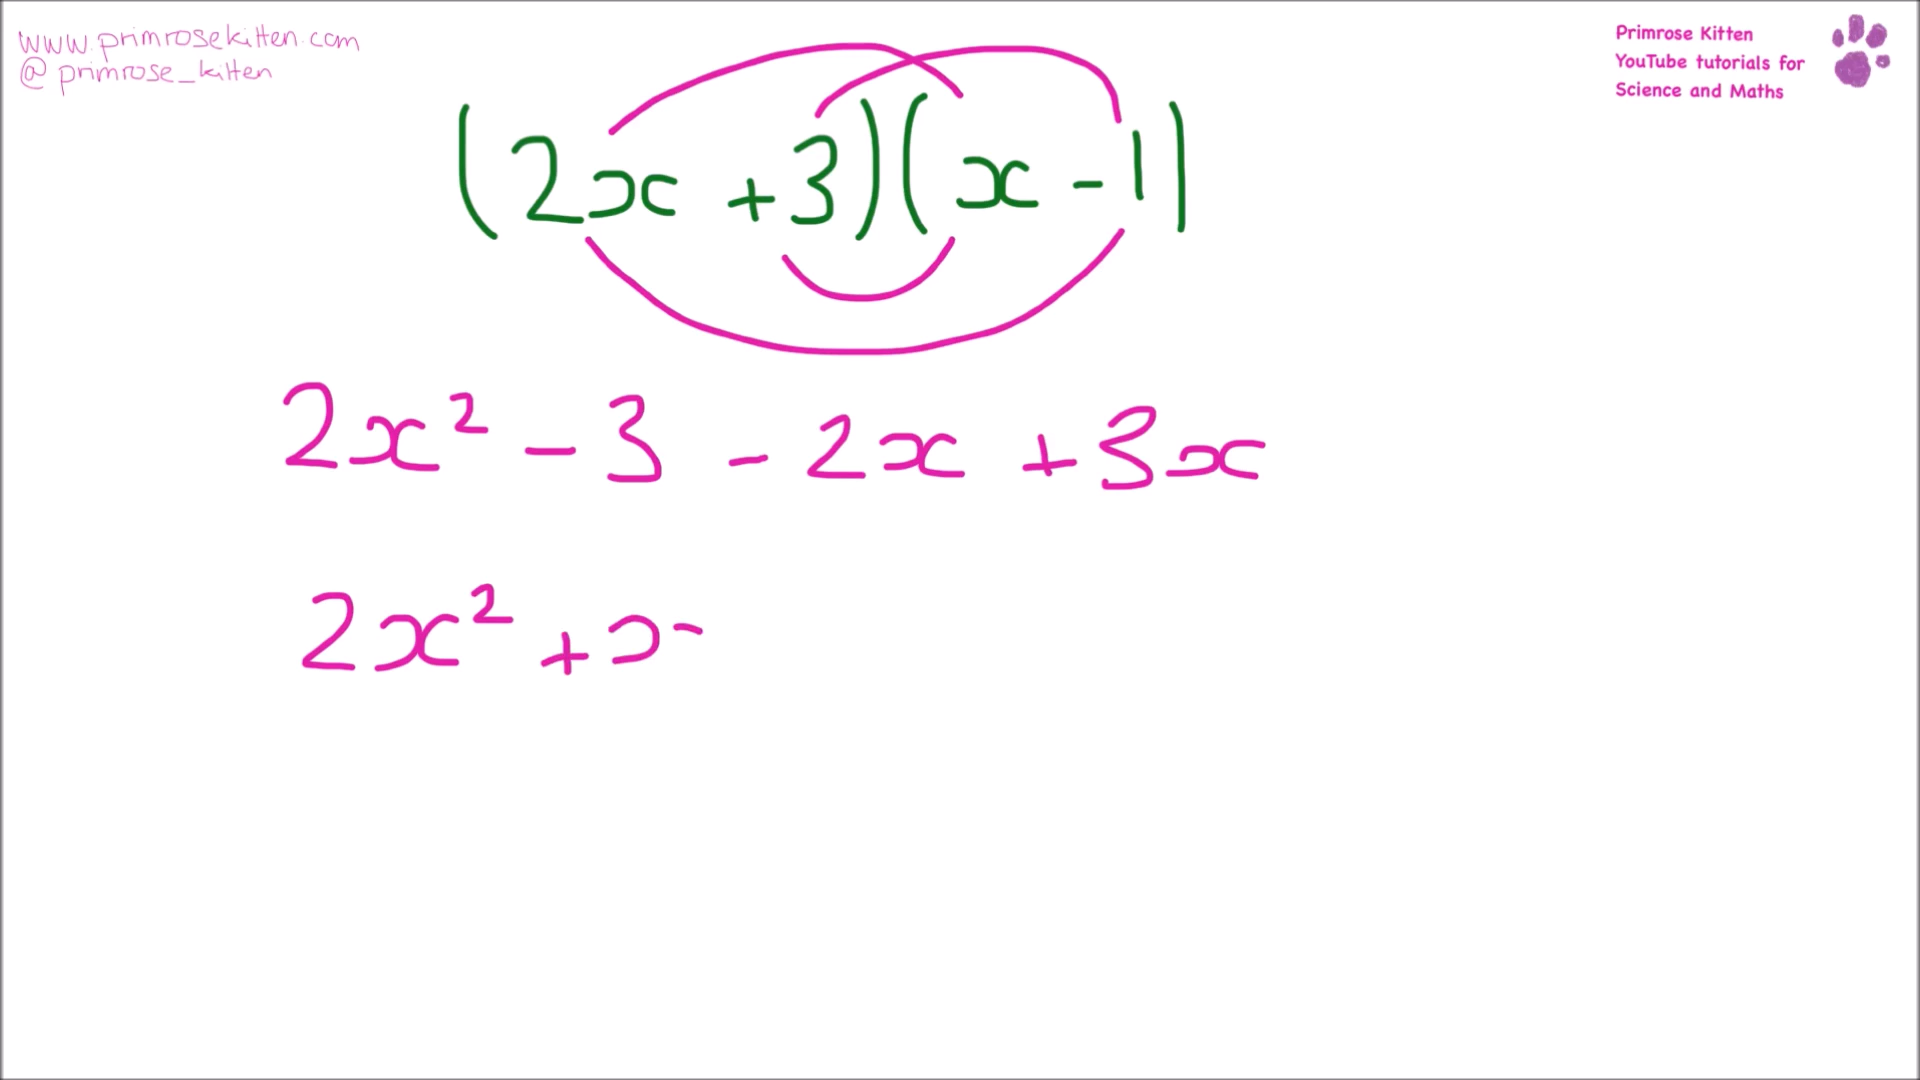 www.primrosekitten.com
@primrose_kitten
Primrose Kitten
YouTube tutorials for
Science and Maths
(2x + 3)(x - 1)
2x² - 3 - 2x + 3x
2x² +